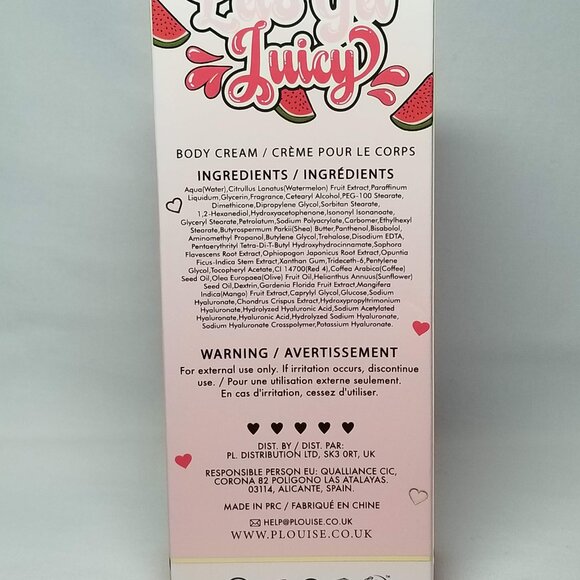 Juicy
BODY CREAM / CRÈME POUR LE CORPS
INGREDIENTS / INGRÉDIENTS
Aqua(Water),Citrullus Lanatus(Watermelon) Fruit Extract,Paraffinum
Liquidum,Glycerin,Fragrance,Cetearyl Alcohol,PEG-100 Stearate,
Dimethicone,Dipropylene Glycol,Sorbitan Stearate,
1,2-Hexanediol,Hydroxyacetophenone,Isononyl Isononanoate,
Glyceryl Stearate,Petrolatum,Sodium Polyacrylate,Carbomer,Ethylhexyl
Stearate,Butyrospermum Parkii(Shea) Butter,Panthenol,Bisabolol,
Aminomethyl Propanol,Butylene Glycol,Trehalose,Disodium EDTA,
Pentaerythrityl Tetra-Di-T-Butyl Hydroxyhydrocinnamate,Sophora
Flavescens Root Extract,Ophiopogon Japonicus Root Extract,Opuntia
Ficus-Indica Stem Extract,Xanthan Gum,Trideceth-6,Pentylene
Glycol,Tocopheryl Acetate,CI 14700(Red 4),Coffea Arabica(Coffee)
Seed Oil,Olea Europaea(Olive) Fruit Oil,Helianthus Annuus(Sunflower)
Seed Oil,Dextrin,Gardenia Florida Fruit Extract,Mangifera
Indica(Mango) Fruit Extract,Caprylyl Glycol,Glucose,Sodium
Hyaluronate,Chondrus Crispus Extract,Hydroxypropyltrimonium
Hyaluronate,Hydrolyzed Hyaluronic Acid,Sodium Acetylated
Hyaluronate,Hyaluronic Acid,Hydrolyzed Sodium Hyaluronate,
Sodium Hyaluronate Crosspolymer,Potassium Hyaluronate.
WARNING / AVERTISSEMENT
For external use only. If irritation occurs, discontinue
use. / Pour une utilisation externe seulement.
En cas d'irritation, cessez d'utiliser.
DIST. BY / DIST. PAR:
PL. DISTRIBUTION LTD, SK3 0RT, UK
RESPONSIBLE PERSON EU: QUALLIANCE CIC,
CORONA 82 POLIGONO LAS ATALAYAS.
03114, ALICANTE, SPAIN.
MADE IN PRC / FABRIQUÉ EN CHINE
HELP@PLOUISE.CO.UK
WWW.PLOUISE.CO.UK